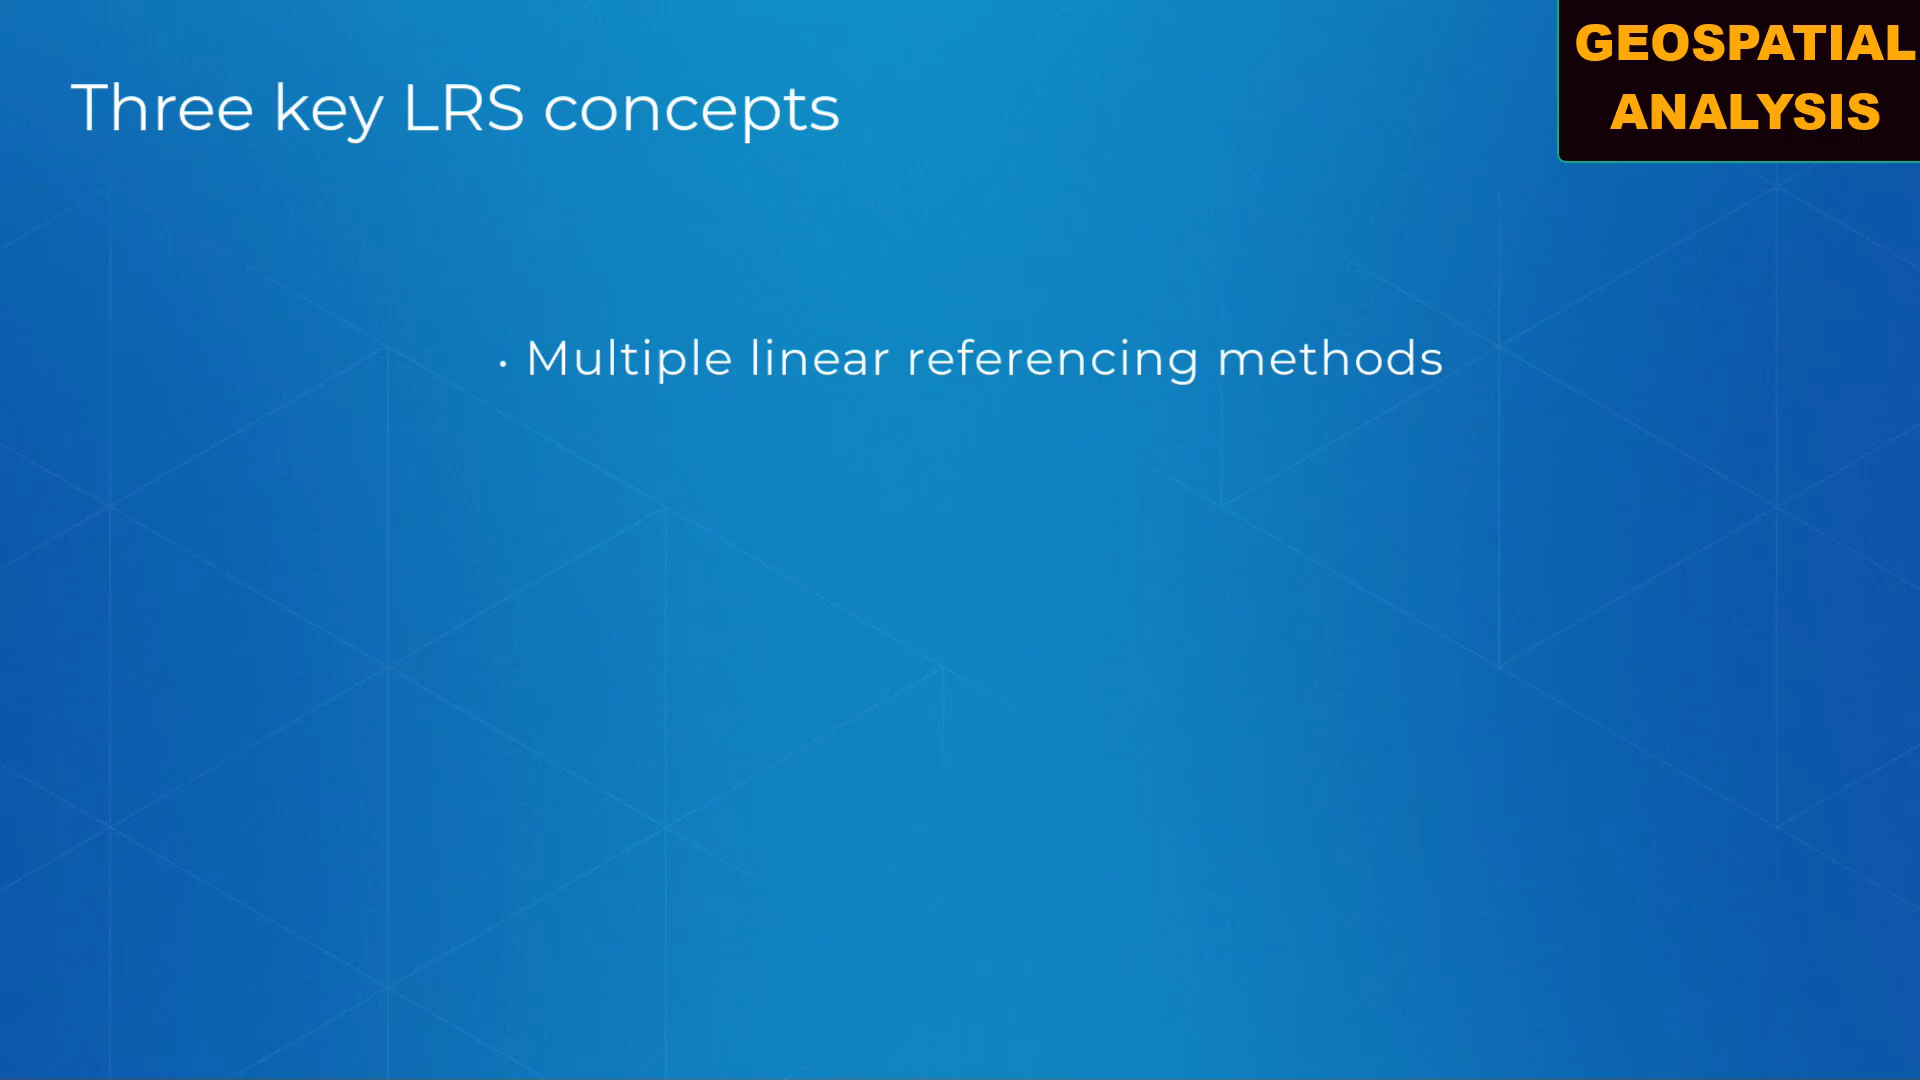 Three key LRS concepts
GEOSPATIAL
ANALYSIS
• Multiple linear referencing methods